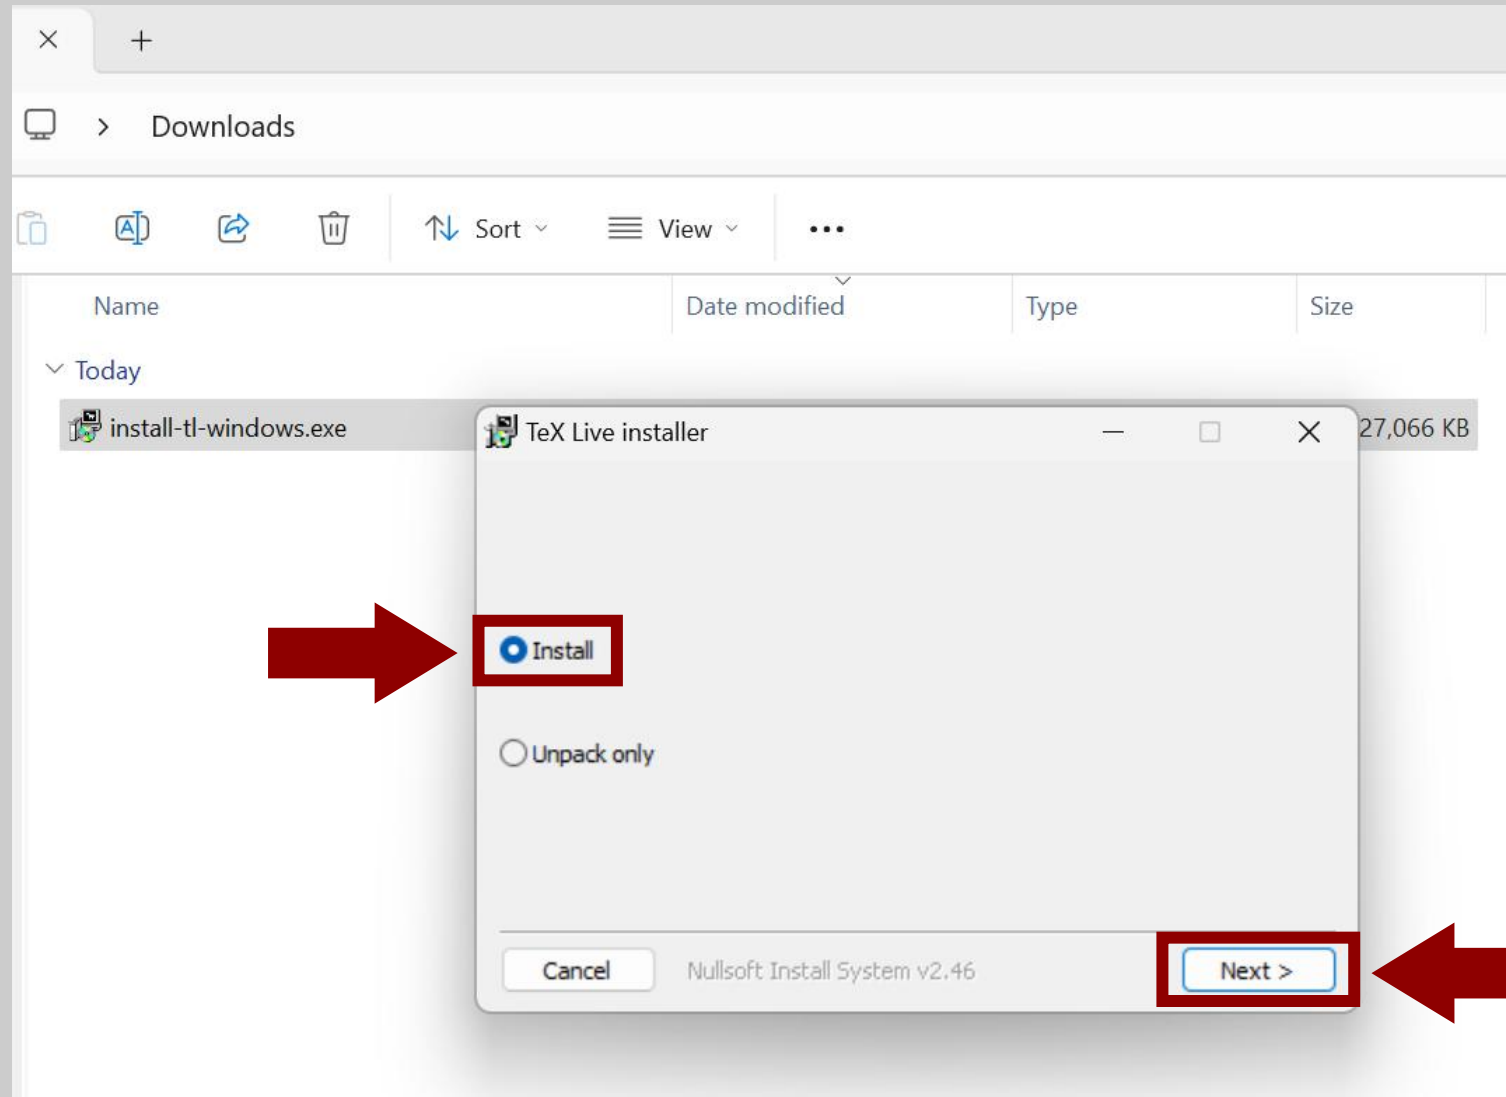 Downloads
Sort
View
Name Date modified Type Size
Today
install-tl-windows.exe 27,066 KB
TeX Live installer
Install
Unpack only
Cancel Nullsoft Install System v2.46 Next >